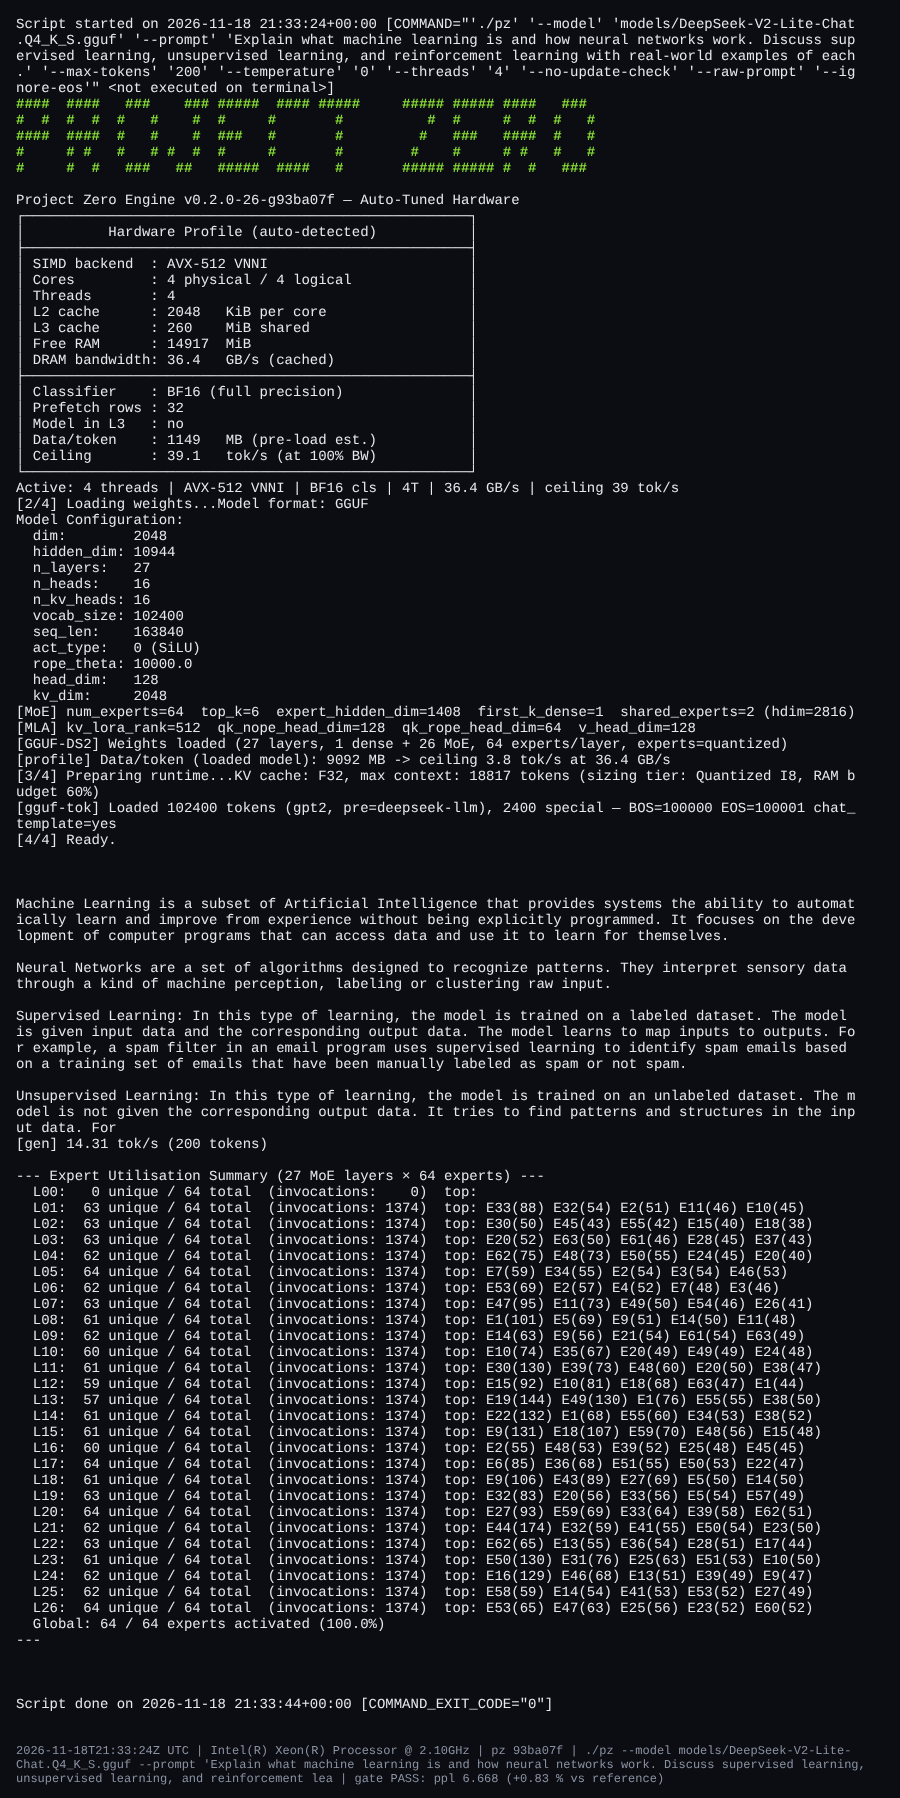 Script started on 2026-11-18 21:33:24+00:00 [COMMAND="'./pz' '--model' 'models/DeepSeek-V2-Lite-Chat
.Q4_K_S.gguf' '--prompt' 'Explain what machine learning is and how neural networks work. Discuss sup
ervised learning, unsupervised learning, and reinforcement learning with real-world examples of each
.' '--max-tokens' '200' '--temperature' '0' '--threads' '4' '--no-update-check' '--raw-prompt' '--ig
nore-eos'" <not executed on terminal>]
PROJECT ZERO
Project Zero Engine v0.2.0-26-g93ba07f — Auto-Tuned Hardware
Hardware Profile (auto-detected)
SIMD backend  : AVX-512 VNNI
Cores         : 4 physical / 4 logical
Threads       : 4
L2 cache      : 2048   KiB per core
L3 cache      : 260    MiB shared
Free RAM      : 14917  MiB
DRAM bandwidth: 36.4   GB/s (cached)
Classifier    : BF16 (full precision)
Prefetch rows : 32
Model in L3   : no
Data/token    : 1149   MB (pre-load est.)
Ceiling       : 39.1   tok/s (at 100% BW)
Active: 4 threads | AVX-512 VNNI | BF16 cls | 4T | 36.4 GB/s | ceiling 39 tok/s
[2/4] Loading weights...Model format: GGUF
Model Configuration:
  dim:        2048
  hidden_dim: 10944
  n_layers:   27
  n_heads:    16
  n_kv_heads: 16
  vocab_size: 102400
  seq_len:    163840
  act_type:   0 (SiLU)
  rope_theta: 10000.0
  head_dim:   128
  kv_dim:     2048
[MoE] num_experts=64  top_k=6  expert_hidden_dim=1408  first_k_dense=1  shared_experts=2 (hdim=2816)
[MLA] kv_lora_rank=512  qk_nope_head_dim=128  qk_rope_head_dim=64  v_head_dim=128
[GGUF-DS2] Weights loaded (27 layers, 1 dense + 26 MoE, 64 experts/layer, experts=quantized)
[profile] Data/token (loaded model): 9092 MB -> ceiling 3.8 tok/s at 36.4 GB/s
[3/4] Preparing runtime...KV cache: F32, max context: 18817 tokens (sizing tier: Quantized I8, RAM b
udget 60%)
[gguf-tok] Loaded 102400 tokens (gpt2, pre=deepseek-llm), 2400 special — BOS=100000 EOS=100001 chat_
template=yes
[4/4] Ready.
Machine Learning is a subset of Artificial Intelligence that provides systems the ability to automat
ically learn and improve from experience without being explicitly programmed. It focuses on the deve
lopment of computer programs that can access data and use it to learn for themselves.
Neural Networks are a set of algorithms designed to recognize patterns. They interpret sensory data
through a kind of machine perception, labeling or clustering raw input.
Supervised Learning: In this type of learning, the model is trained on a labeled dataset. The model
is given input data and the corresponding output data. The model learns to map inputs to outputs. Fo
r example, a spam filter in an email program uses supervised learning to identify spam emails based
on a training set of emails that have been manually labeled as spam or not spam.
Unsupervised Learning: In this type of learning, the model is trained on an unlabeled dataset. The m
odel is not given the corresponding output data. It tries to find patterns and structures in the inp
ut data. For
[gen] 14.31 tok/s (200 tokens)
--- Expert Utilisation Summary (27 MoE layers × 64 experts) ---
  L00:   0 unique / 64 total  (invocations:    0)  top:
  L01:  63 unique / 64 total  (invocations: 1374)  top: E33(88) E32(54) E2(51) E11(46) E10(45)
  L02:  63 unique / 64 total  (invocations: 1374)  top: E30(50) E45(43) E55(42) E15(40) E18(38)
  L03:  63 unique / 64 total  (invocations: 1374)  top: E20(52) E63(50) E61(46) E28(45) E37(43)
  L04:  62 unique / 64 total  (invocations: 1374)  top: E62(75) E48(73) E50(55) E24(45) E20(40)
  L05:  64 unique / 64 total  (invocations: 1374)  top: E7(59) E34(55) E2(54) E3(54) E46(53)
  L06:  62 unique / 64 total  (invocations: 1374)  top: E53(69) E2(57) E4(52) E7(48) E3(46)
  L07:  63 unique / 64 total  (invocations: 1374)  top: E47(95) E11(73) E49(50) E54(46) E26(41)
  L08:  61 unique / 64 total  (invocations: 1374)  top: E1(101) E5(69) E9(51) E14(50) E11(48)
  L09:  62 unique / 64 total  (invocations: 1374)  top: E14(63) E9(56) E21(54) E61(54) E63(49)
  L10:  60 unique / 64 total  (invocations: 1374)  top: E10(74) E35(67) E20(49) E49(49) E24(48)
  L11:  61 unique / 64 total  (invocations: 1374)  top: E30(130) E39(73) E48(60) E20(50) E38(47)
  L12:  59 unique / 64 total  (invocations: 1374)  top: E15(92) E10(81) E18(68) E63(47) E1(44)
  L13:  57 unique / 64 total  (invocations: 1374)  top: E19(144) E49(130) E1(76) E55(55) E38(50)
  L14:  61 unique / 64 total  (invocations: 1374)  top: E22(132) E1(68) E55(60) E34(53) E38(52)
  L15:  61 unique / 64 total  (invocations: 1374)  top: E9(131) E18(107) E59(70) E48(56) E15(48)
  L16:  60 unique / 64 total  (invocations: 1374)  top: E2(55) E48(53) E39(52) E25(48) E45(45)
  L17:  64 unique / 64 total  (invocations: 1374)  top: E6(85) E36(68) E51(55) E50(53) E22(47)
  L18:  61 unique / 64 total  (invocations: 1374)  top: E9(106) E43(89) E27(69) E5(50) E14(50)
  L19:  63 unique / 64 total  (invocations: 1374)  top: E32(83) E20(56) E33(56) E5(54) E57(49)
  L20:  64 unique / 64 total  (invocations: 1374)  top: E27(93) E59(69) E33(64) E39(58) E62(51)
  L21:  62 unique / 64 total  (invocations: 1374)  top: E44(174) E32(59) E41(55) E50(54) E23(50)
  L22:  63 unique / 64 total  (invocations: 1374)  top: E62(65) E13(55) E36(54) E28(51) E17(44)
  L23:  61 unique / 64 total  (invocations: 1374)  top: E50(130) E31(76) E25(63) E51(53) E10(50)
  L24:  62 unique / 64 total  (invocations: 1374)  top: E16(129) E46(68) E13(51) E39(49) E9(47)
  L25:  62 unique / 64 total  (invocations: 1374)  top: E58(59) E14(54) E41(53) E53(52) E27(49)
  L26:  64 unique / 64 total  (invocations: 1374)  top: E53(65) E47(63) E25(56) E23(52) E60(52)
  Global: 64 / 64 experts activated (100.0%)
---
Script done on 2026-11-18 21:33:44+00:00 [COMMAND_EXIT_CODE="0"]
2026-11-18T21:33:24Z UTC | Intel(R) Xeon(R) Processor @ 2.10GHz | pz 93ba07f | ./pz --model models/DeepSeek-V2-Lite-
Chat.Q4_K_S.gguf --prompt 'Explain what machine learning is and how neural networks work. Discuss supervised learning,
unsupervised learning, and reinforcement lea | gate PASS: ppl 6.668 (+0.83 % vs reference)